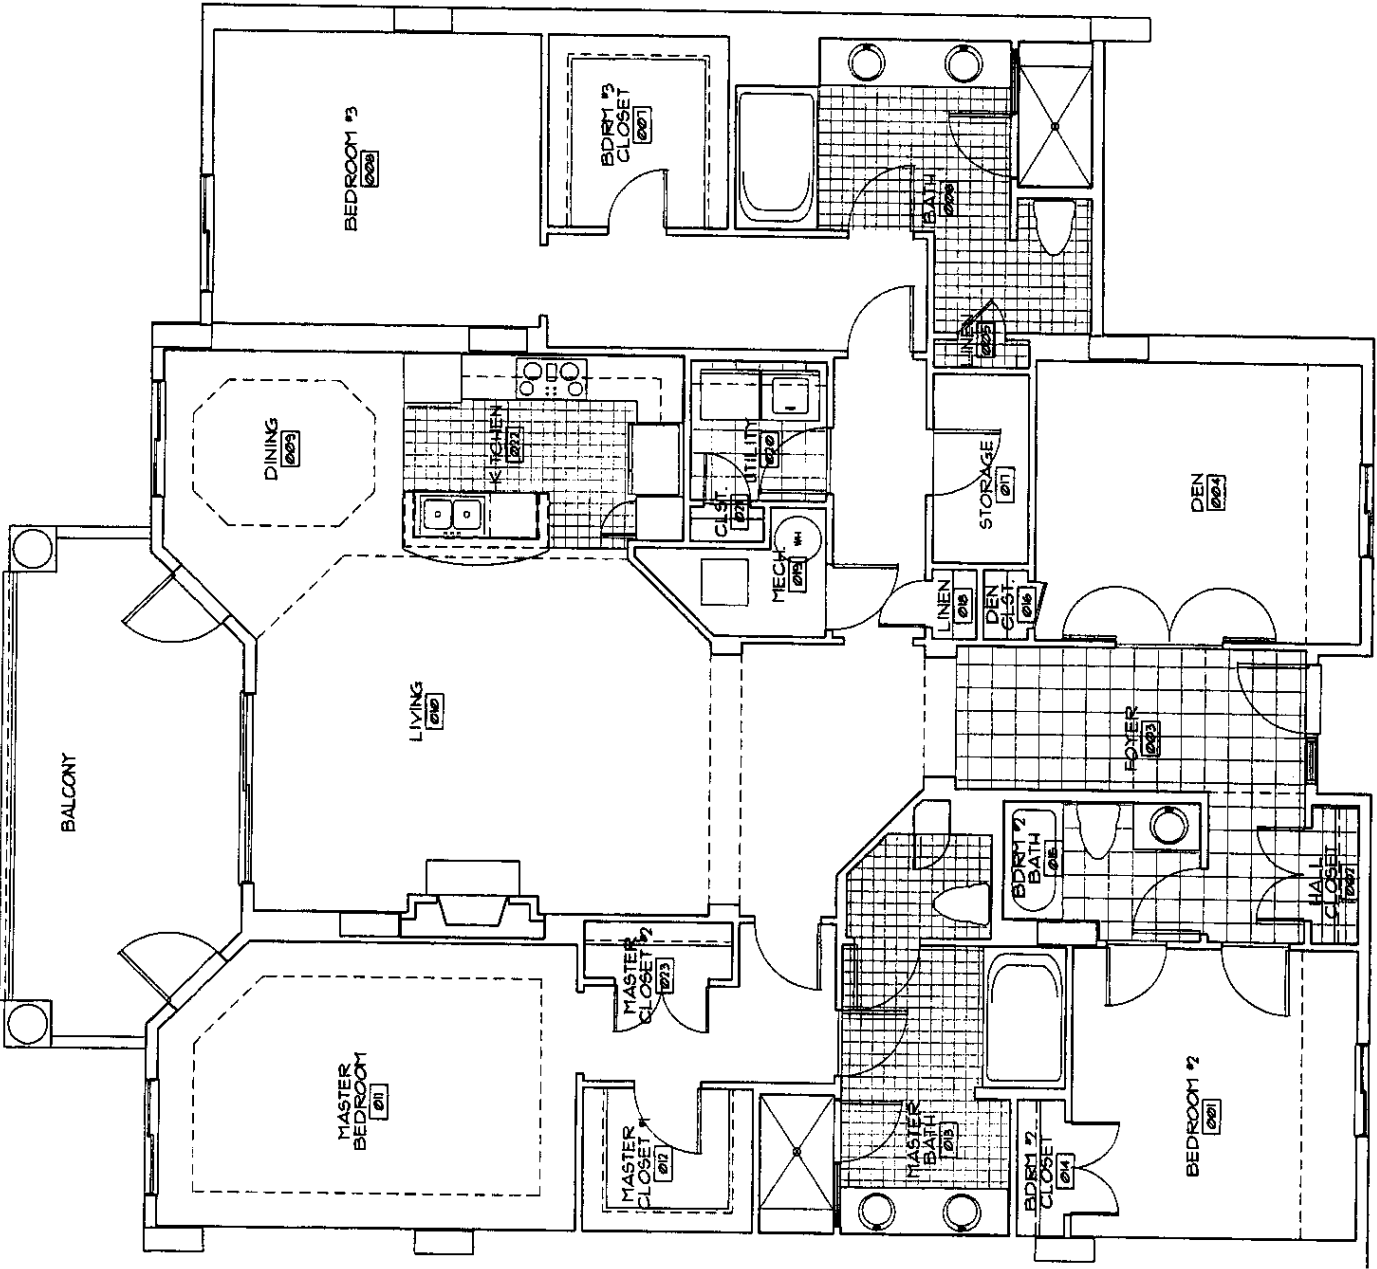 BEDROOM #3
008
BDRM #3
CLOSET
007
BATH
006
LINEN
005
DINING
009
KITCHEN
022
UTILITY
020
CLST.
021
MECH.
019
WH
STORAGE
017
DEN
004
LINEN
018
DEN
CLST
016
LIVING
010
BALCONY
FOYER
003
BDRM #2
BATH
015
HALL
CLOSET
002
MASTER
CLOSET #2
023
MASTER
BEDROOM
011
MASTER
CLOSET #1
012
MASTER
BATH
013
BDRM #2
CLOSET
014
BEDROOM #2
001